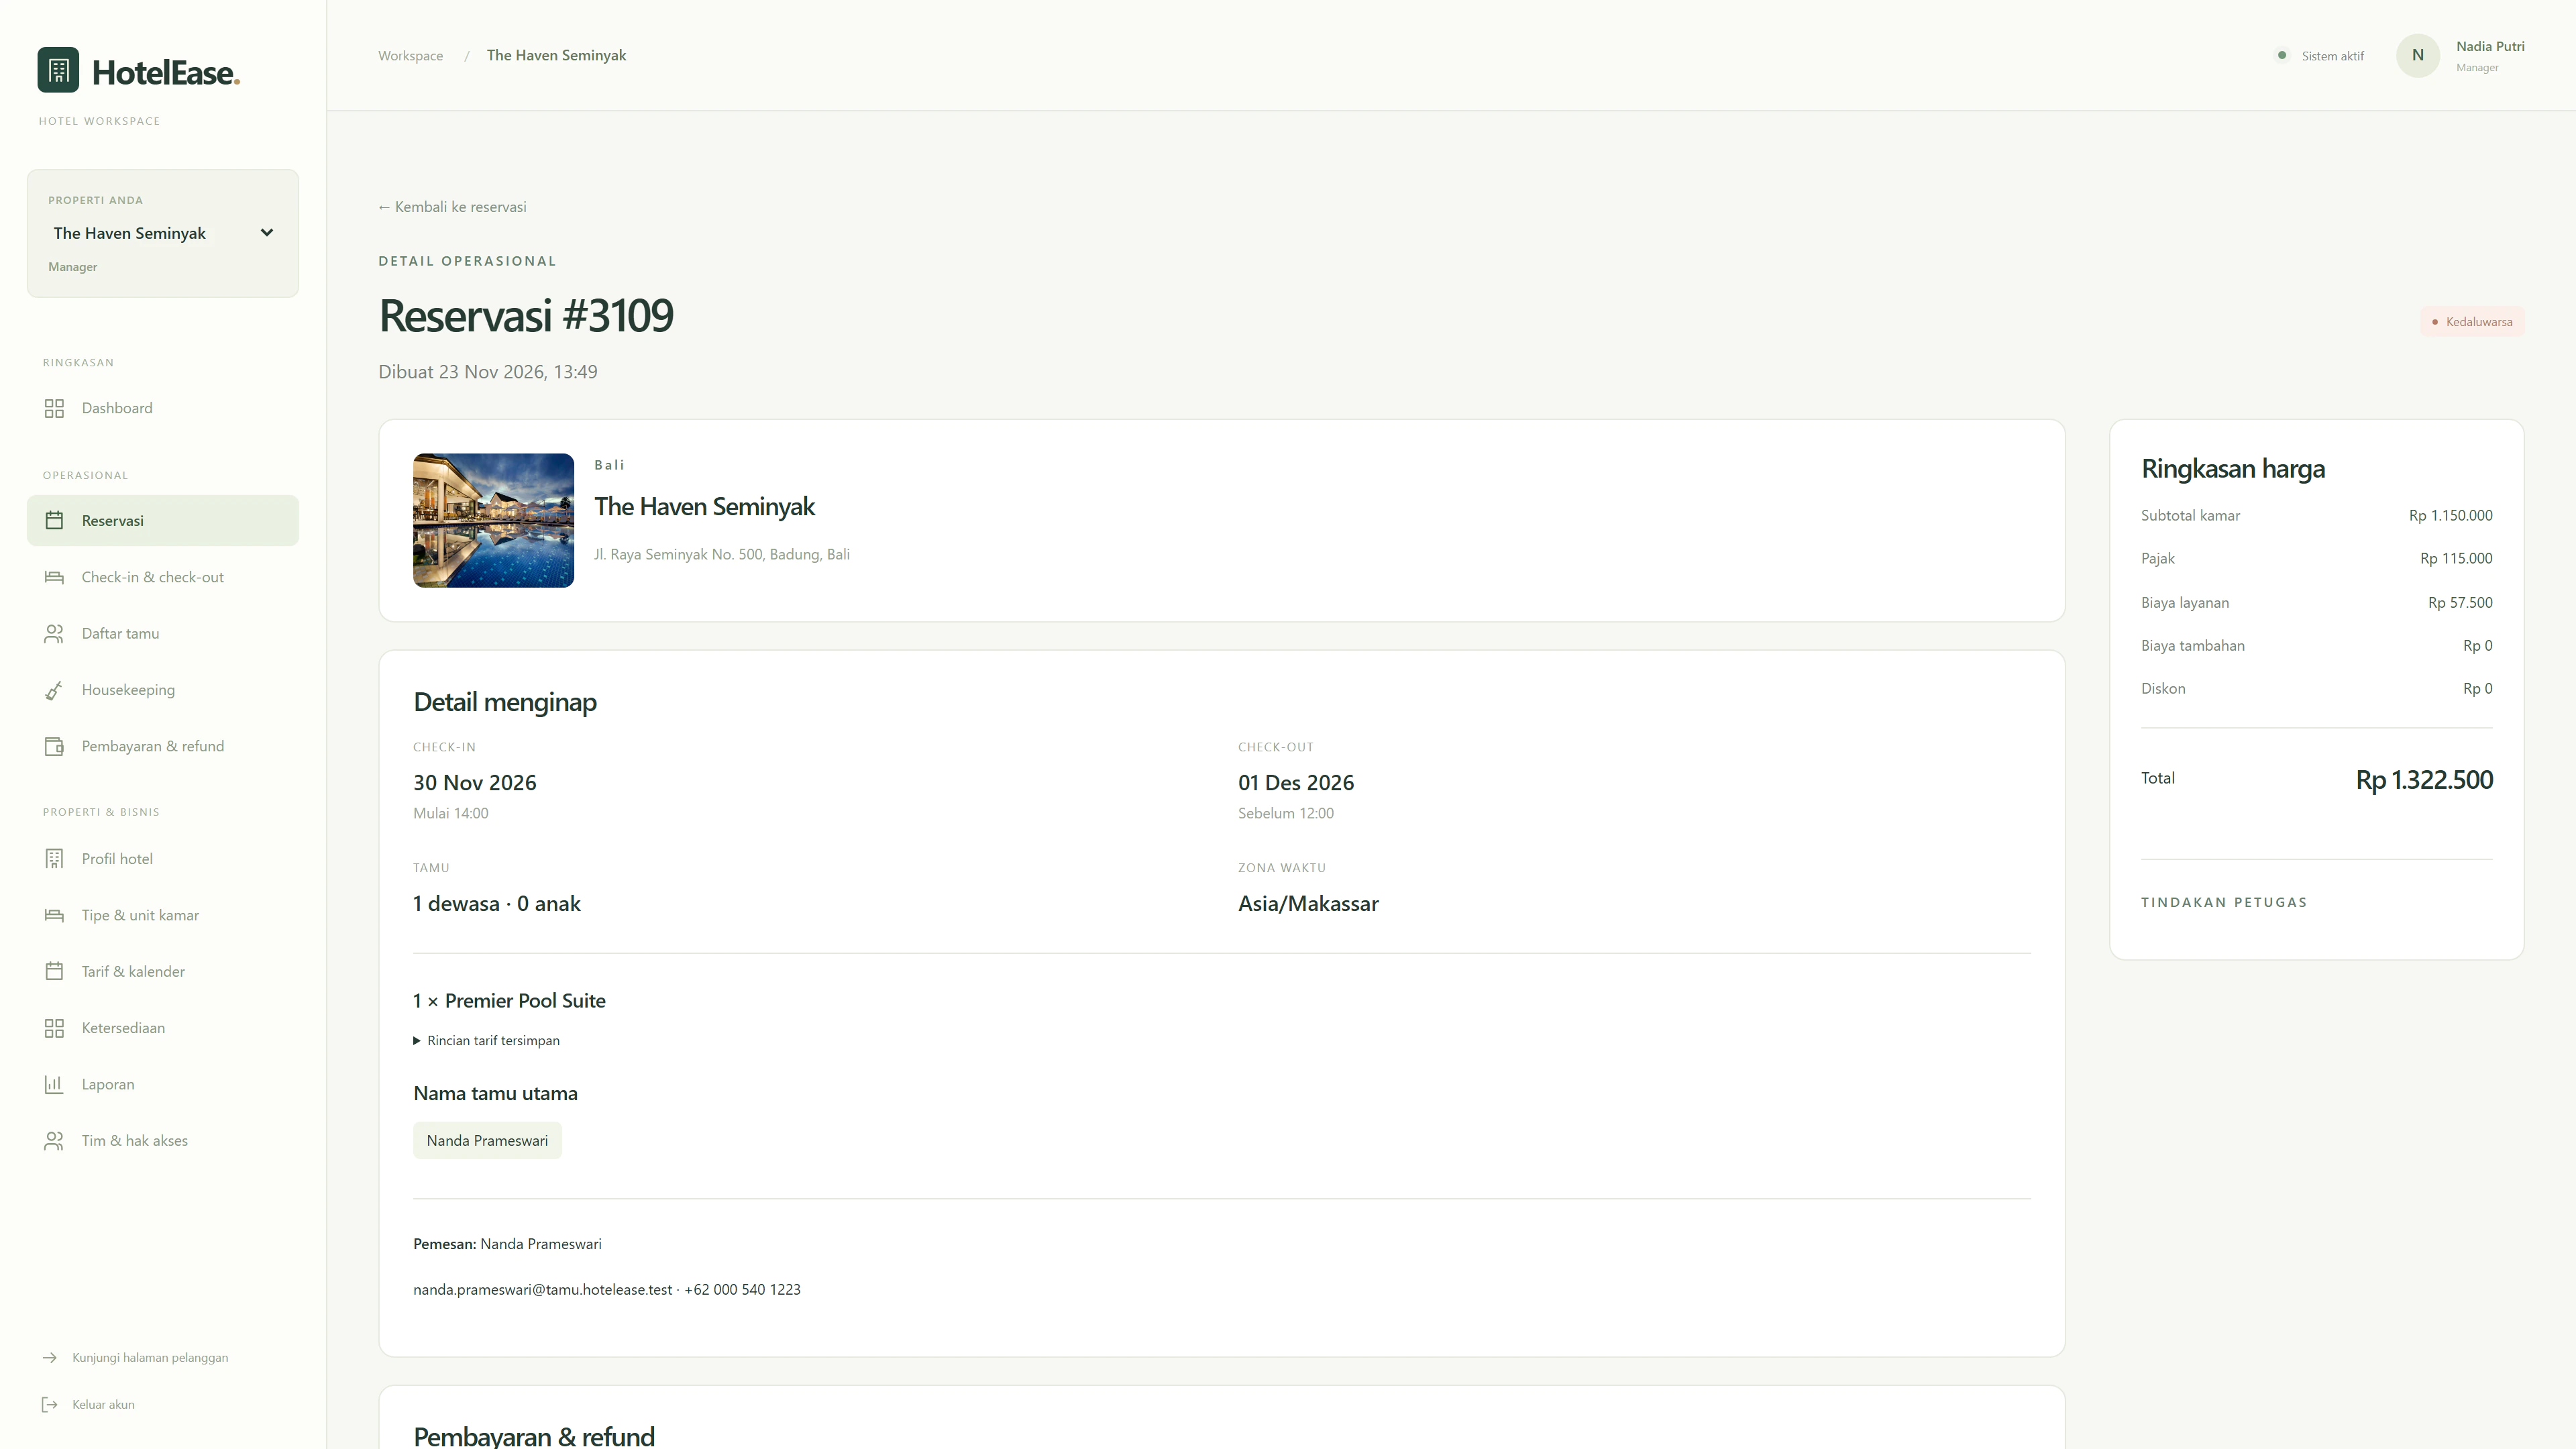 HotelEase.
HOTEL WORKSPACE
PROPERTI ANDA
The Haven Seminyak
Manager
RINGKASAN
Dashboard
OPERASIONAL
Reservasi
Check-in & check-out
Daftar tamu
Housekeeping
Pembayaran & refund
PROPERTI & BISNIS
Profil hotel
Tipe & unit kamar
Tarif & kalender
Ketersediaan
Laporan
Tim & hak akses
Kunjungi halaman pelanggan
Keluar akun
Workspace / The Haven Seminyak
Sistem aktif
N
Nadia Putri
Manager
← Kembali ke reservasi
DETAIL OPERASIONAL
Reservasi #3109
Dibuat 23 Nov 2026, 13:49
Kedaluwarsa
Bali
The Haven Seminyak
Jl. Raya Seminyak No. 500, Badung, Bali
Detail menginap
CHECK-IN
30 Nov 2026
Mulai 14:00
CHECK-OUT
01 Des 2026
Sebelum 12:00
TAMU
1 dewasa · 0 anak
ZONA WAKTU
Asia/Makassar
1 × Premier Pool Suite
▶ Rincian tarif tersimpan
Nama tamu utama
Nanda Prameswari
Pemesan: Nanda Prameswari
nanda.prameswari@tamu.hotelease.test · +62 000 540 1223
Pembayaran & refund
Ringkasan harga
Subtotal kamar Rp 1.150.000
Pajak Rp 115.000
Biaya layanan Rp 57.500
Biaya tambahan Rp 0
Diskon Rp 0
Total Rp 1.322.500
TINDAKAN PETUGAS